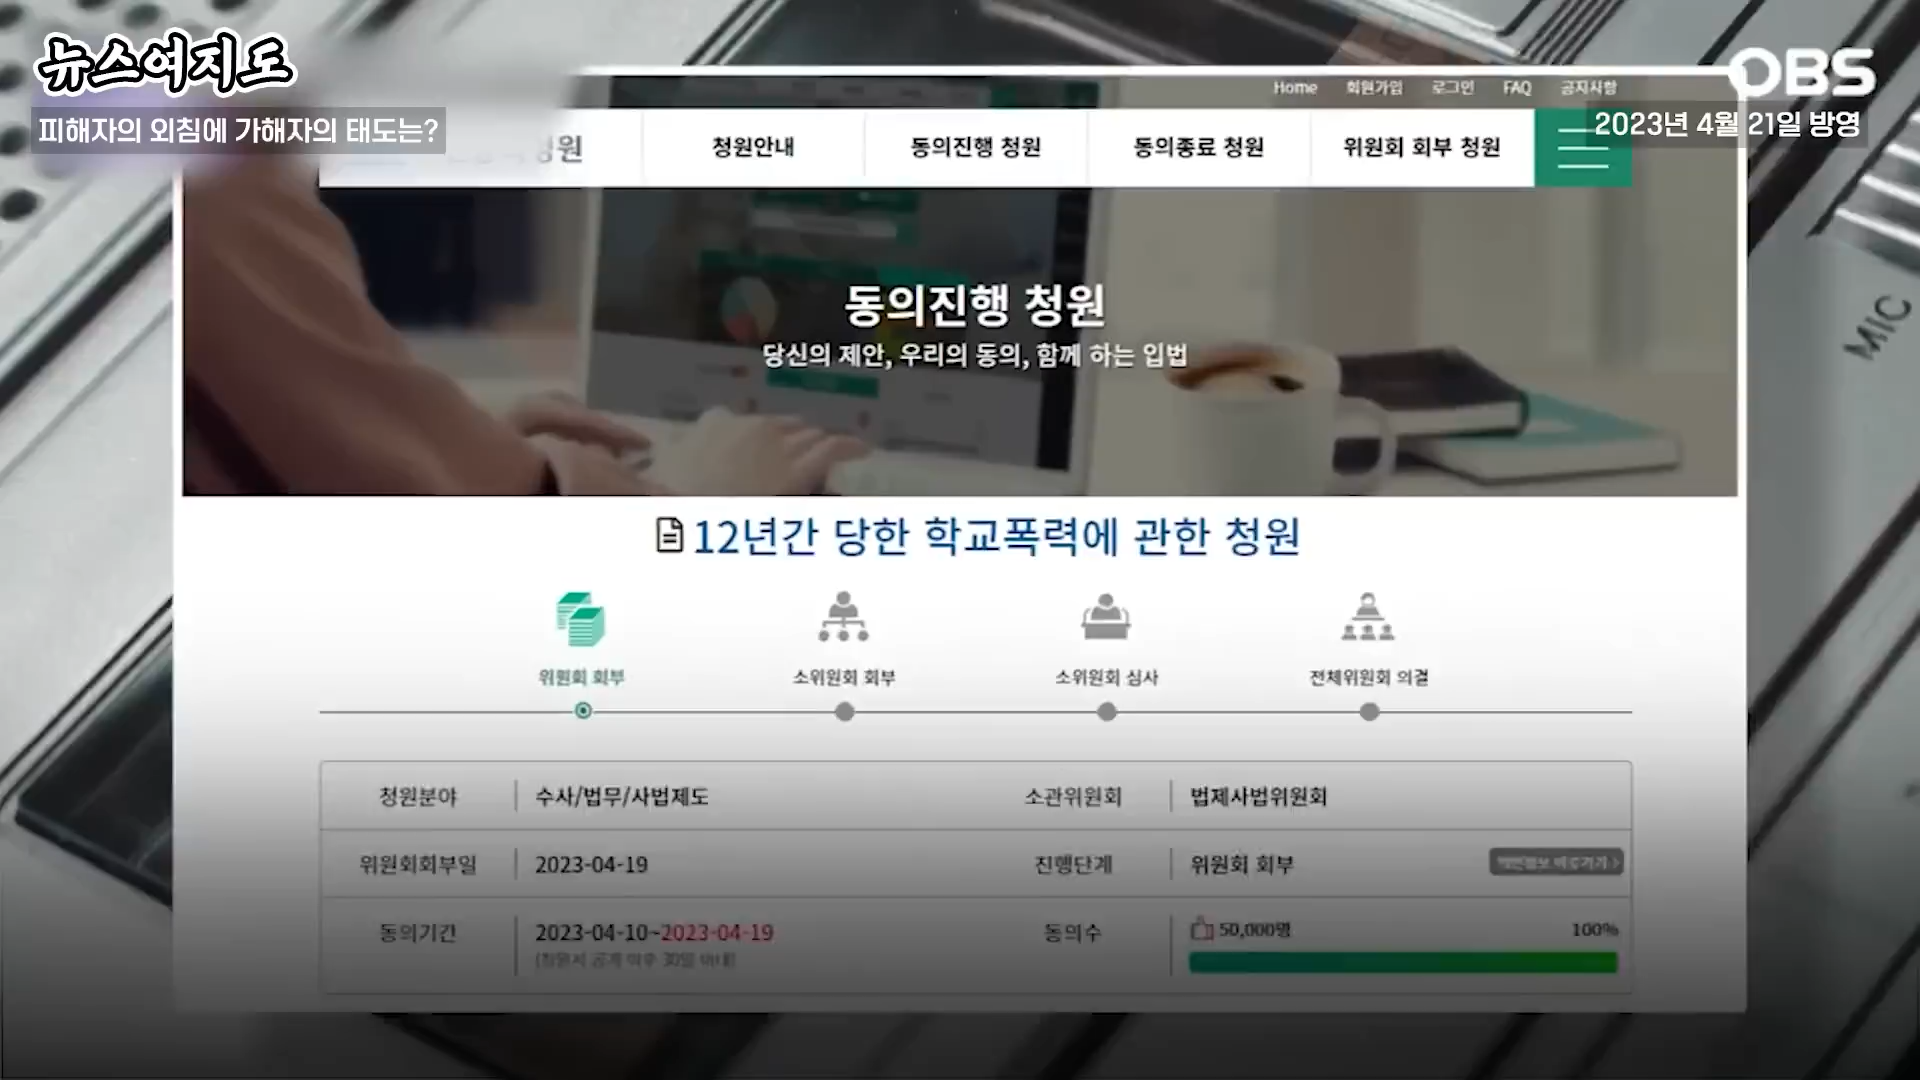 뉴스여지도
피해자의 외침에 가해자의 태도는?
OBS
2023년 4월 21일 방영
Home 회원가입 로그인 FAQ 공지사항
청원안내 동의진행 청원 동의종료 청원 위원회 회부 청원
동의진행 청원
당신의 제안, 우리의 동의, 함께 하는 입법
MIC
12년간 당한 학교폭력에 관한 청원
위원회 회부 소위원회 회부 소위원회 심사 전체위원회 의결
청원분야 수사/법무/사법제도 소관위원회 법제사법위원회
위원회회부일 2023-04-19 진행단계 위원회 회부
동의기간 2023-04-10~2023-04-19 동의수 50,000명 100%